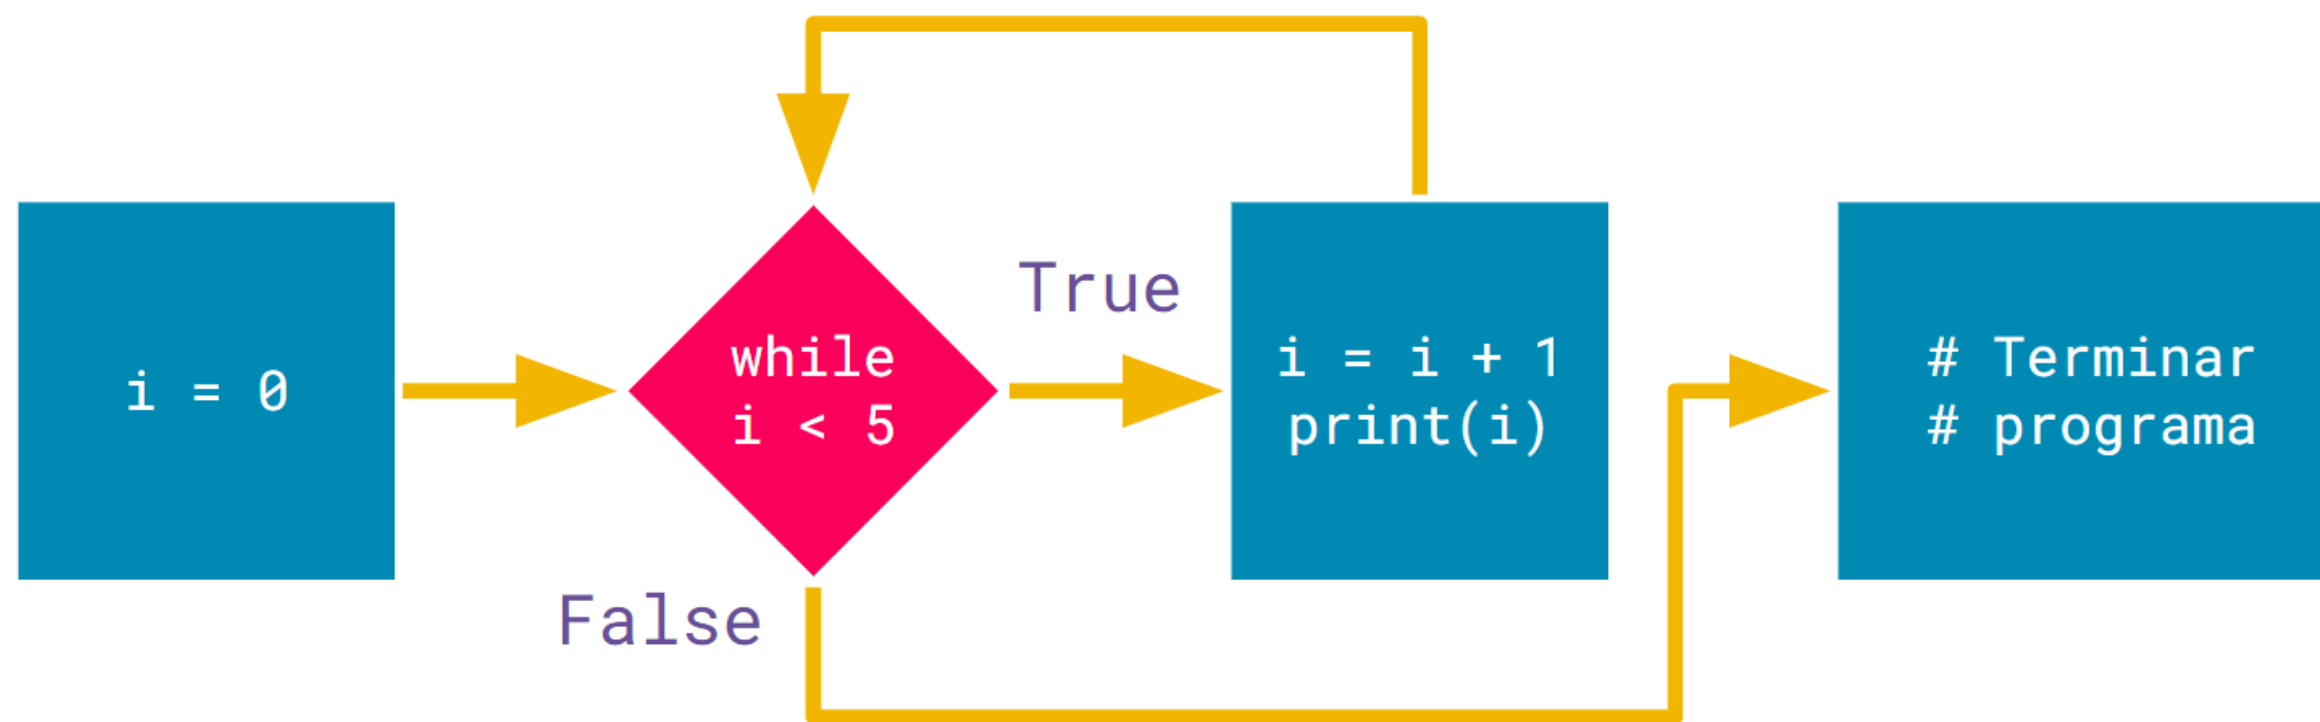 i = 0
while
i < 5
True
False
i = i + 1
print(i)
# Terminar
# programa